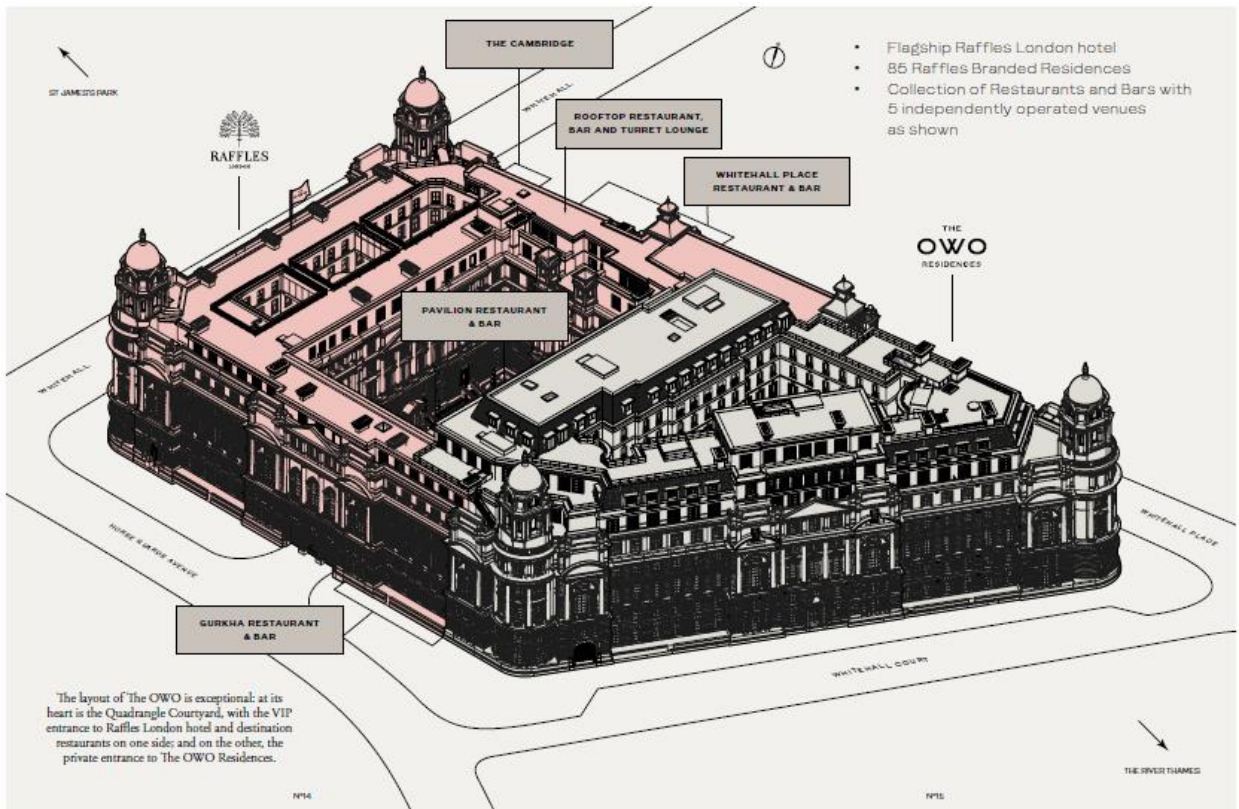 THE CAMBRIDGE
• Flagship Raffles London hotel
• 85 Raffles Branded Residences
• Collection of Restaurants and Bars with
5 independently operated venues
as shown
ST JAMES'S PARK
WHITEHALL
ROOFTOP RESTAURANT,
BAR AND TURRET LOUNGE
RAFFLES
LONDON
WHITEHALL PLACE
RESTAURANT & BAR
THE
OWO
RESIDENCES
PAVILION RESTAURANT
& BAR
WHITEHALL
HORSE GUARDS AVENUE
WHITEHALL PLACE
GURKHA RESTAURANT
& BAR
WHITEHALL COURT
The layout of The OWO is exceptional: at its
heart is the Quadrangle Courtyard, with the VIP
entrance to Raffles London hotel and destination
restaurants on one side; and on the other, the
private entrance to The OWO Residences.
THE RIVER THAMES
Nº14
Nº15